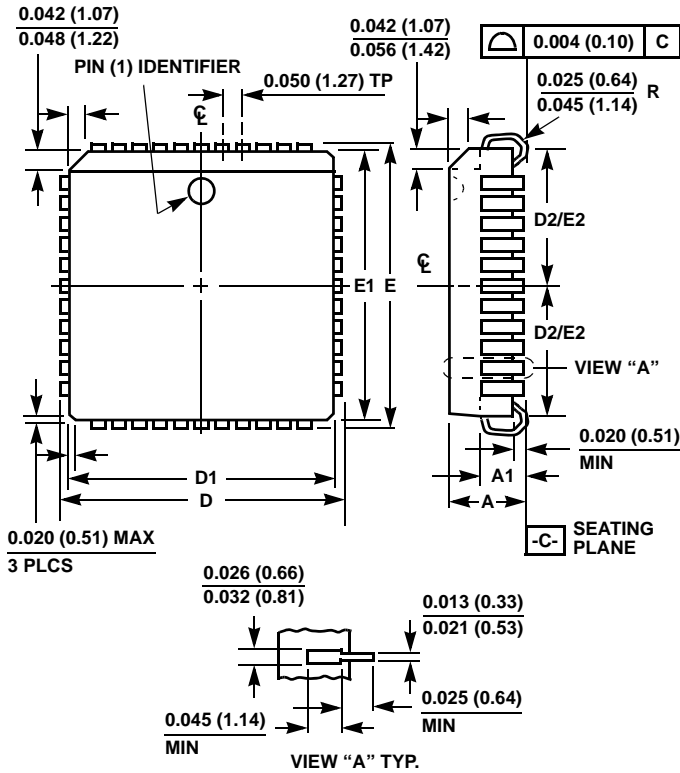 0.042 (1.07)
0.048 (1.22)
0.042 (1.07)
0.056 (1.42)
0.004 (0.10) C
PIN (1) IDENTIFIER
0.050 (1.27) TP
0.025 (0.64)
0.045 (1.14)
R
C
L
C
L
D2/E2
E1
E
D2/E2
VIEW “A”
0.020 (0.51)
MIN
D1
A1
D
A
0.020 (0.51) MAX
3 PLCS
-C-
SEATING
PLANE
0.026 (0.66)
0.032 (0.81)
0.013 (0.33)
0.021 (0.53)
0.045 (1.14)
MIN
0.025 (0.64)
MIN
VIEW “A” TYP.